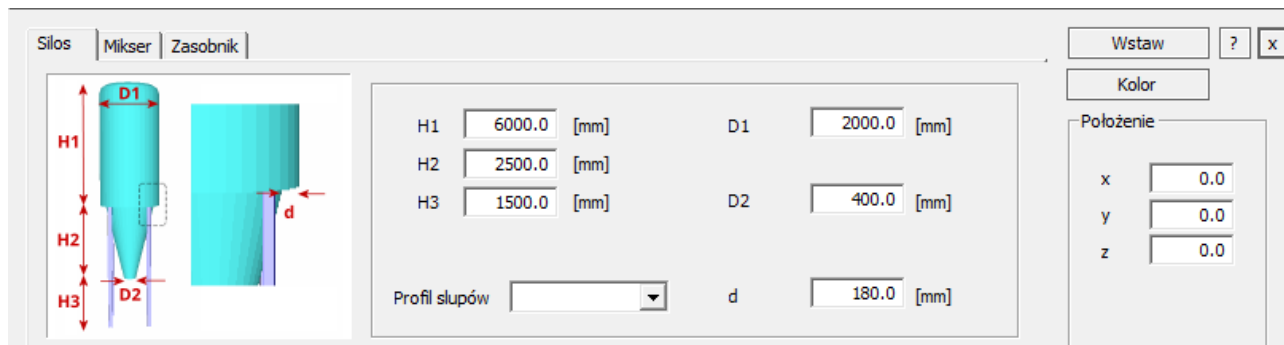 Silos Mikser Zasobnik Wstaw ? x
Kolor
D1
H1
H2
D2
H3
d
H1 6000.0 [mm] D1 2000.0 [mm]
H2 2500.0 [mm]
H3 1500.0 [mm] D2 400.0 [mm]
Profil slupów d 180.0 [mm]
Położenie
x 0.0
y 0.0
z 0.0